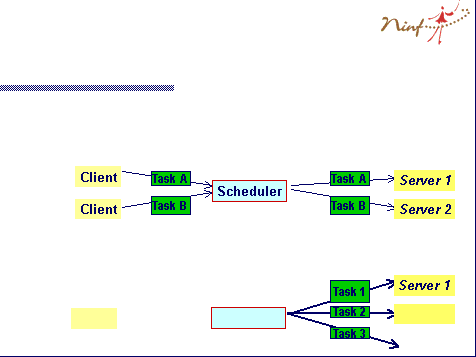 Ninf
Client Task A Task A Server 1
Scheduler
Client Task B Task B Server 2
Task 1 Server 1
Task 2
Task 3